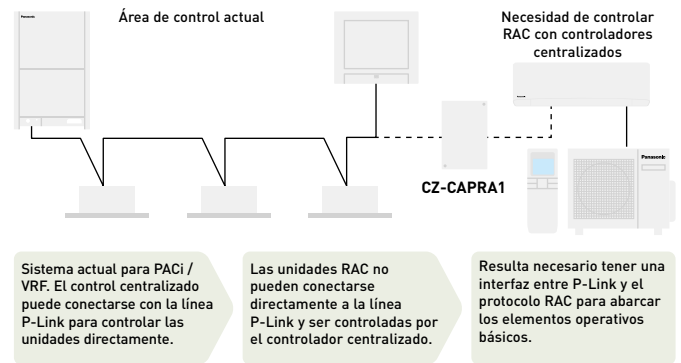 Panasonic
Área de control actual
Necesidad de controlar
RAC con controladores
centralizados
CZ-CAPRA1
Panasonic
Sistema actual para PACi /
VRF. El control centralizado
puede conectarse con la línea
P-Link para controlar las
unidades directamente.
Las unidades RAC no
pueden conectarse
directamente a la línea
P-Link y ser controladas por
el controlador centralizado.
Resulta necesario tener una
interfaz entre P-Link y el
protocolo RAC para abarcar
los elementos operativos
básicos.